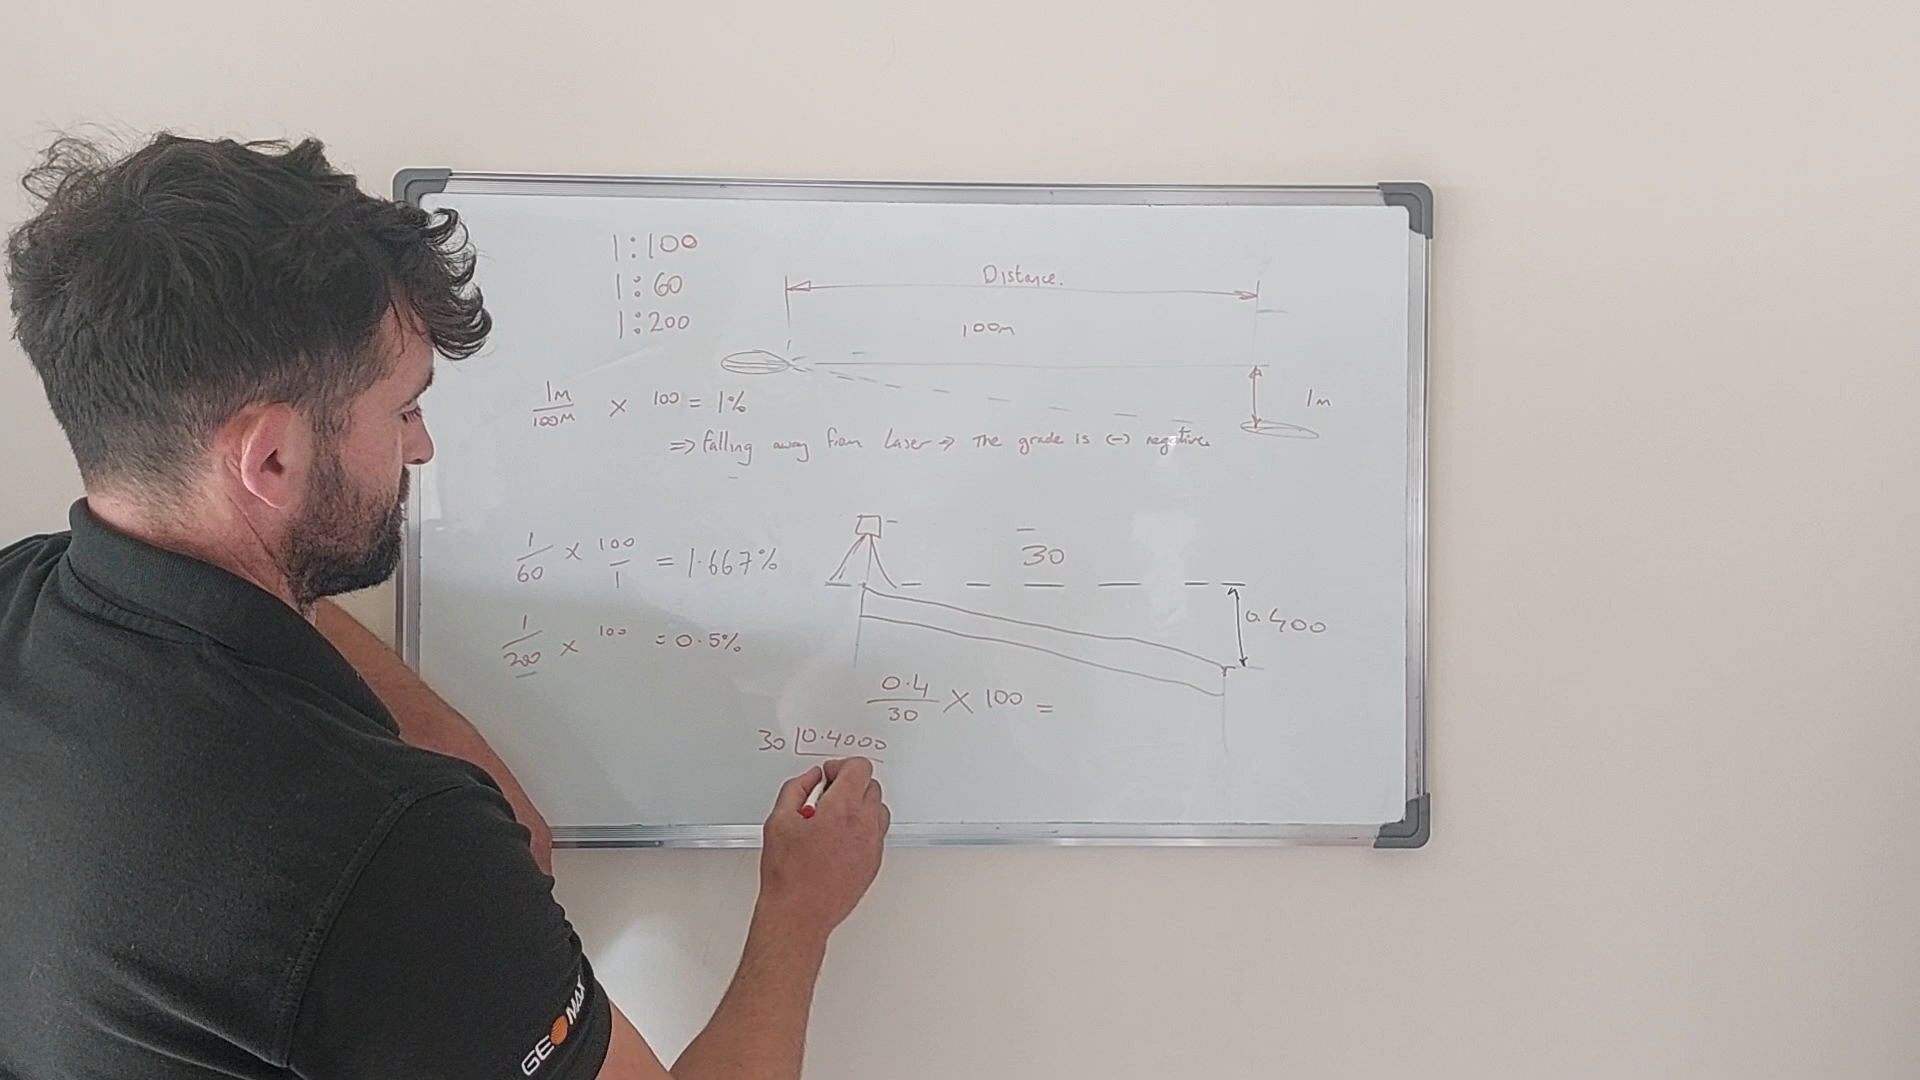 1:100
1:60
1:200
Distance.
100m
1m
1m
100m × 100 = 1%
⇒ falling away from Laser ⇒ The grade is (-) negative
1
60 × 100
1 = 1.667%
1
200 × 100 = 0.5%
30
0.400
0.4
30 × 100 =
30 0.4000
GEOMAX